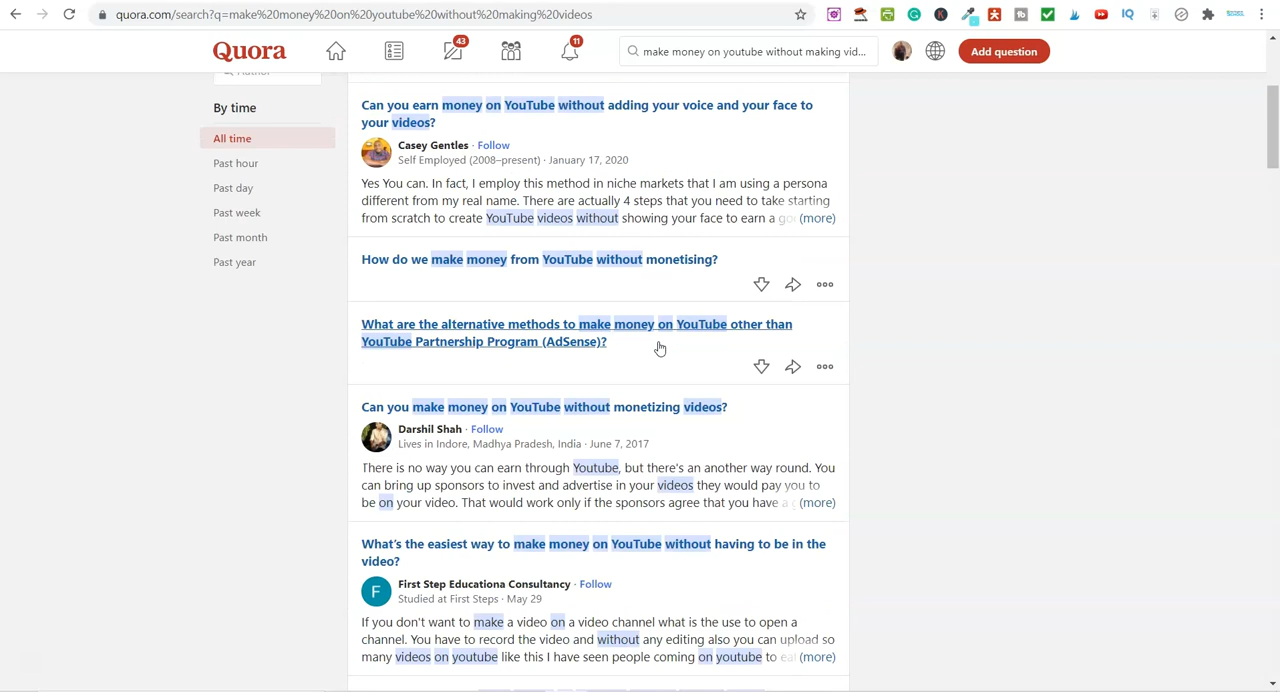 quora.com/search?q=make%20money%20on%20youtube%20without%20making%20videos
Quora
43
11
make money on youtube without making vid...
Add question
Author
By time
All time
Past hour
Past day
Past week
Past month
Past year
Can you earn money on YouTube without adding your voice and your face to
your videos?
Casey Gentles · Follow
Self Employed (2008–present) · January 17, 2020
Yes You can. In fact, I employ this method in niche markets that I am using a persona
different from my real name. There are actually 4 steps that you need to take starting
from scratch to create YouTube videos without showing your face to earn a (more)
How do we make money from YouTube without monetising?
What are the alternative methods to make money on YouTube other than
YouTube Partnership Program (AdSense)?
Can you make money on YouTube without monetizing videos?
Darshil Shah · Follow
Lives in Indore, Madhya Pradesh, India · June 7, 2017
There is no way you can earn through Youtube, but there's an another way round. You
can bring up sponsors to invest and advertise in your videos they would pay you to
be on your video. That would work only if the sponsors agree that you have a (more)
What's the easiest way to make money on YouTube without having to be in the
video?
F
First Step Educationa Consultancy · Follow
Studied at First Steps · May 29
If you don't want to make a video on a video channel what is the use to open a
channel. You have to record the video and without any editing also you can upload so
many videos on youtube like this I have seen people coming on youtube to (more)